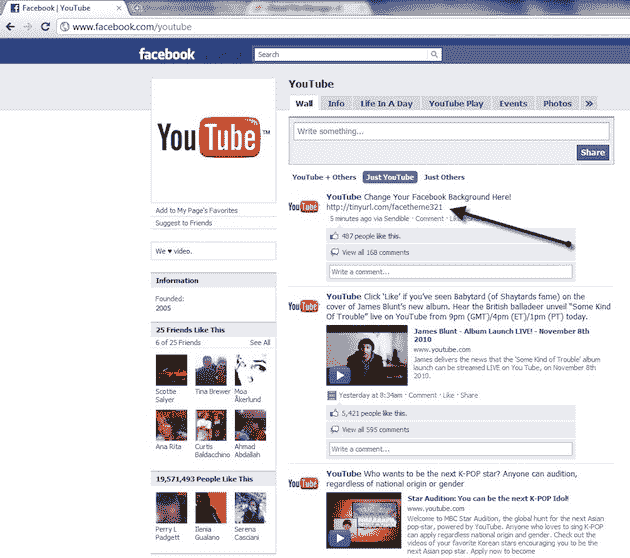 Facebook | YouTube
www.facebook.com/youtube
facebook
Search
YouTube
Wall Info Life In A Day YouTube Play Events Photos »
Write something...
Share
YouTube + Others Just YouTube Just Others
YouTube™
Add to My Page's Favorites
Suggest to Friends
We ♥ video.
Information
Founded:
2005
25 Friends Like This
6 of 25 Friends See All
Scottie Salyer
Tina Brewer
Moa Åkerlund
Ana Rita
Curtis Baldacchino
Ahmad Abdallah
19,571,493 People Like This
Perry L. Padgett
Ilenia Gualano
Serena Casciani
YouTube
YouTube Change Your Facebook Background Here!
http://tinyurl.com/facetheme321
5 minutes ago via Sendible · Comment ·
487 people like this.
View all 168 comments
Write a comment...
YouTube
YouTube Click 'Like' if you've seen Babytard (of Shaytards fame) on the
cover of James Blunt's new album. Hear the British balladeer unveil "Some Kind
Of Trouble" live on YouTube from 9pm (GMT)/4pm (ET)/1pm (PT) today.
James Blunt - Album Launch LIVE! - November 8th
2010
www.youtube.com
James delivers the news that the 'Some Kind of Trouble' album
launch can be streamed LIVE on You Tube, on November 8th
2010.
Yesterday at 8:34am · Comment · Like · Share
5,421 people like this.
View all 595 comments
Write a comment...
YouTube
YouTube Who wants to be the next K-POP star? Anyone can audition,
regardless of national origin or gender
Star Audition: You can be the next K-POP Idol!
www.youtube.com
Welcome to MBC Star Audition, the global hunt for the next Asian
pop-star, powered by YouTube. Anyone who loves to sing K-POP
can apply regardless national origin and gender. Check out the
videos of your favorite Korean stars encouraging you to be the
next Asian pop star. Apply now to become